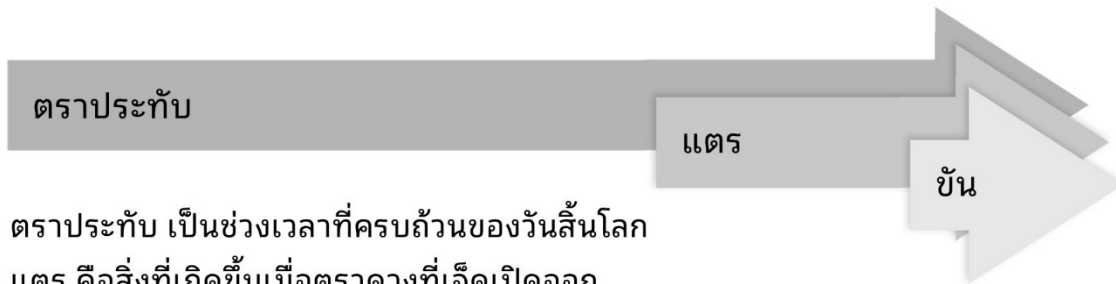 ตราประทับ
แตร
ขัน
ตราประทับ เป็นช่วงเวลาที่ครบถ้วนของวันสิ้นโลก
แตร คือสิ่งที่เกิดขึ้นเมื่อตราดวงที่เจ็ดเปิดออก